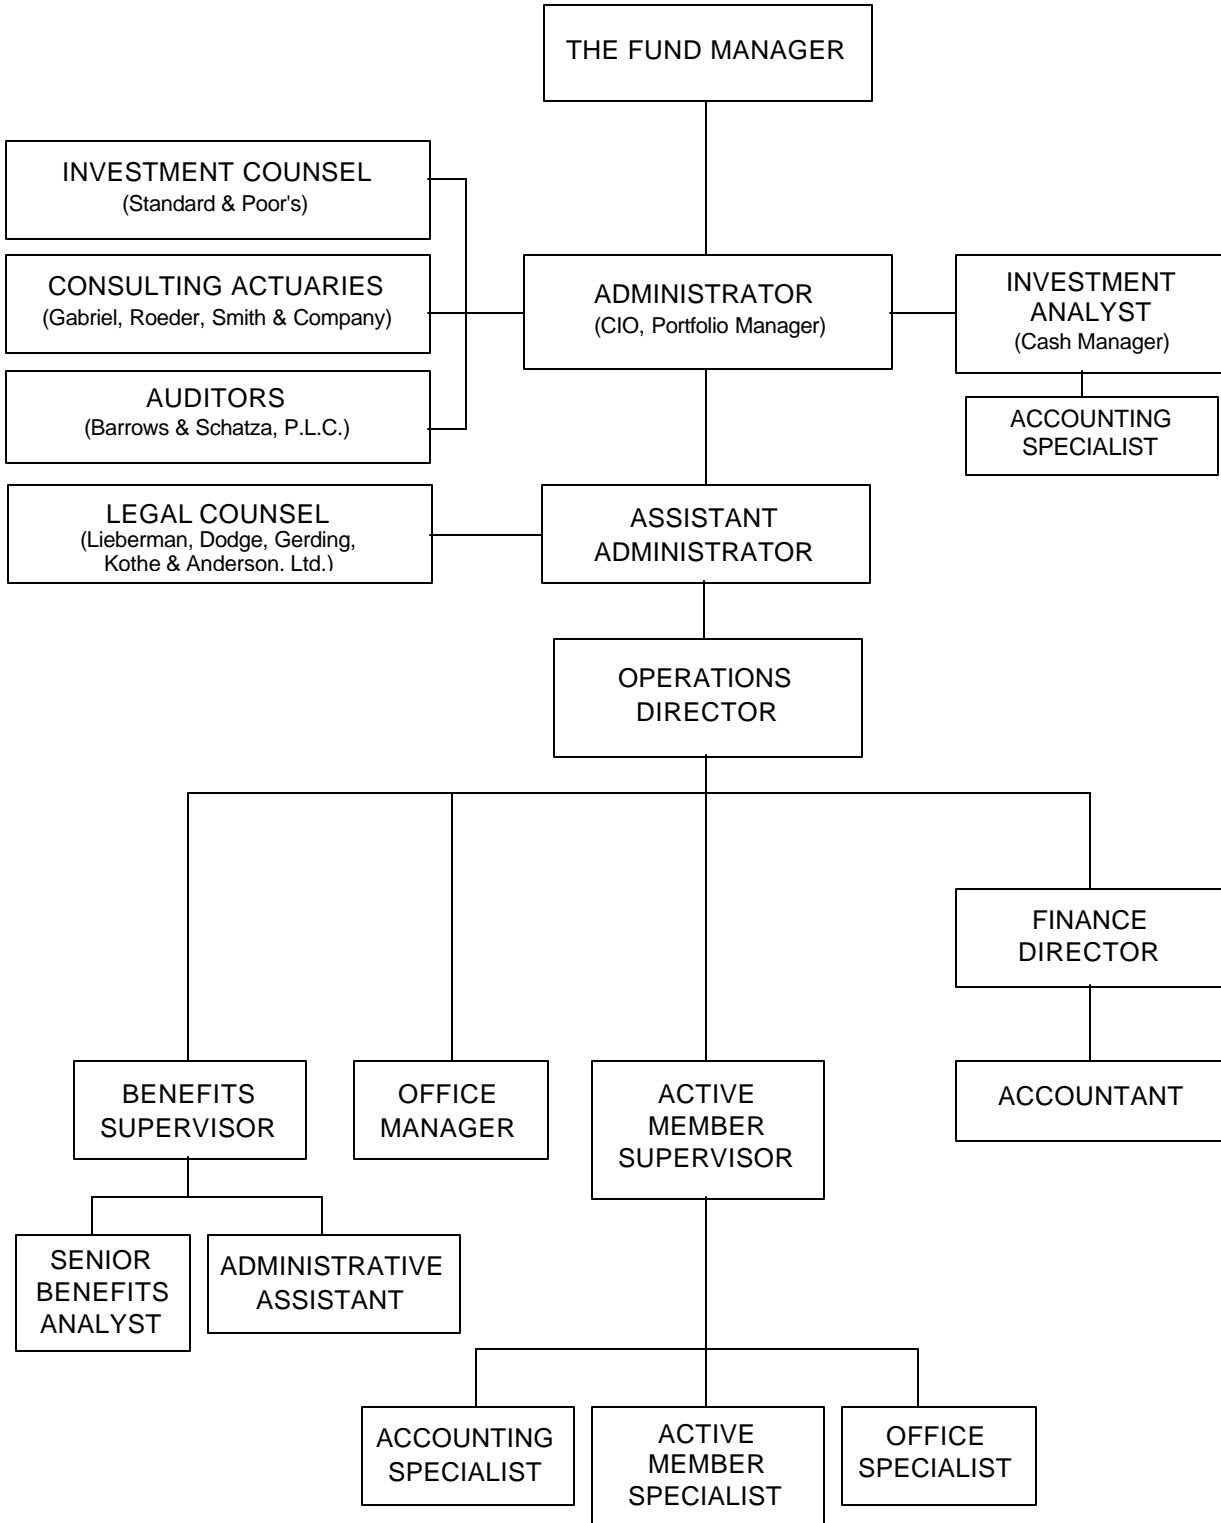 THE FUND MANAGER
INVESTMENT COUNSEL
(Standard & Poor's)
CONSULTING ACTUARIES
(Gabriel, Roeder, Smith & Company)
AUDITORS
(Barrows & Schatza, P.L.C.)
ADMINISTRATOR
(CIO, Portfolio Manager)
INVESTMENT
ANALYST
(Cash Manager)
ACCOUNTING
SPECIALIST
LEGAL COUNSEL
(Lieberman, Dodge, Gerding,
Kothe & Anderson, Ltd.)
ASSISTANT
ADMINISTRATOR
OPERATIONS
DIRECTOR
FINANCE
DIRECTOR
BENEFITS
SUPERVISOR
OFFICE
MANAGER
ACTIVE
MEMBER
SUPERVISOR
ACCOUNTANT
SENIOR
BENEFITS
ANALYST
ADMINISTRATIVE
ASSISTANT
ACCOUNTING
SPECIALIST
ACTIVE
MEMBER
SPECIALIST
OFFICE
SPECIALIST